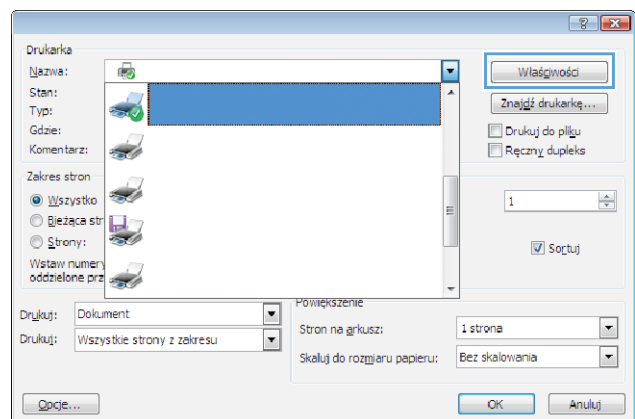 Drukarka
Nazwa:
Właściwości
Stan:
Znajdź drukarkę...
Typ:
Gdzie:
Drukuj do pliku
Komentarz:
Ręczny dupleks
Zakres stron
Wszystko
1
Bieżąca str
Strony:
Sortuj
Wstaw numery
oddzielone prz
Drukuj: Dokument
Powiększenie
Drukuj: Wszystkie strony z zakresu
Stron na arkusz: 1 strona
Skaluj do rozmiaru papieru: Bez skalowania
Opcje...
OK
Anuluj